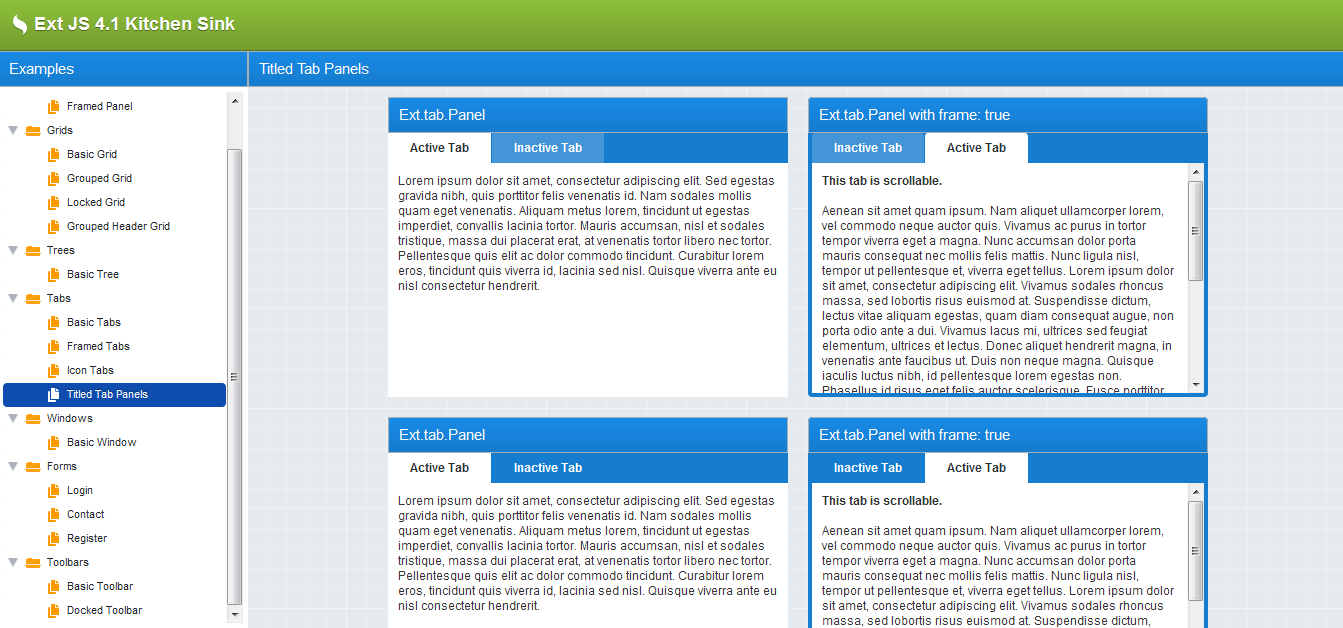 Ext JS 4.1 Kitchen Sink
Examples
Framed Panel
Grids
Basic Grid
Grouped Grid
Locked Grid
Grouped Header Grid
Trees
Basic Tree
Tabs
Basic Tabs
Framed Tabs
Icon Tabs
Titled Tab Panels
Windows
Basic Window
Forms
Login
Contact
Register
Toolbars
Basic Toolbar
Docked Toolbar
Titled Tab Panels
Ext.tab.Panel
Active Tab Inactive Tab
Lorem ipsum dolor sit amet, consectetur adipiscing elit. Sed egestas
gravida nibh, quis porttitor felis venenatis id. Nam sodales mollis
quam eget venenatis. Aliquam metus lorem, tincidunt ut egestas
imperdiet, convallis lacinia tortor. Mauris accumsan, nisl et sodales
tristique, massa dui placerat erat, at venenatis tortor libero nec tortor.
Pellentesque quis elit ac dolor commodo tincidunt. Curabitur lorem
eros, tincidunt quis viverra id, lacinia sed nisl. Quisque viverra ante eu
nisl consectetur hendrerit.
Ext.tab.Panel with frame: true
Inactive Tab Active Tab
This tab is scrollable.
Aenean sit amet quam ipsum. Nam aliquet ullamcorper lorem,
vel commodo neque auctor quis. Vivamus ac purus in tortor
tempor viverra eget a magna. Nunc accumsan dolor porta
mauris consequat nec mollis felis mattis. Nunc ligula nisl,
tempor ut pellentesque et, viverra eget tellus. Lorem ipsum dolor
sit amet, consectetur adipiscing elit. Vivamus sodales rhoncus
massa, sed lobortis risus euismod at. Suspendisse dictum,
lectus vitae aliquam egestas, quam diam consequat augue, non
porta odio ante a dui. Vivamus lacus mi, ultrices sed feugiat
elementum, ultrices et lectus. Donec aliquet hendrerit magna, in
venenatis ante faucibus ut. Duis non neque magna. Quisque
iaculis luctus nibh, id pellentesque lorem egestas non.
Phasellus id risus eget felis auctor scelerisque. Fusce porttitor
Ext.tab.Panel
Active Tab Inactive Tab
Lorem ipsum dolor sit amet, consectetur adipiscing elit. Sed egestas
gravida nibh, quis porttitor felis venenatis id. Nam sodales mollis
quam eget venenatis. Aliquam metus lorem, tincidunt ut egestas
imperdiet, convallis lacinia tortor. Mauris accumsan, nisl et sodales
tristique, massa dui placerat erat, at venenatis tortor libero nec tortor.
Pellentesque quis elit ac dolor commodo tincidunt. Curabitur lorem
eros, tincidunt quis viverra id, lacinia sed nisl. Quisque viverra ante eu
nisl consectetur hendrerit.
Ext.tab.Panel with frame: true
Inactive Tab Active Tab
This tab is scrollable.
Aenean sit amet quam ipsum. Nam aliquet ullamcorper lorem,
vel commodo neque auctor quis. Vivamus ac purus in tortor
tempor viverra eget a magna. Nunc accumsan dolor porta
mauris consequat nec mollis felis mattis. Nunc ligula nisl,
tempor ut pellentesque et, viverra eget tellus. Lorem ipsum dolor
sit amet, consectetur adipiscing elit. Vivamus sodales rhoncus
massa, sed lobortis risus euismod at. Suspendisse dictum,